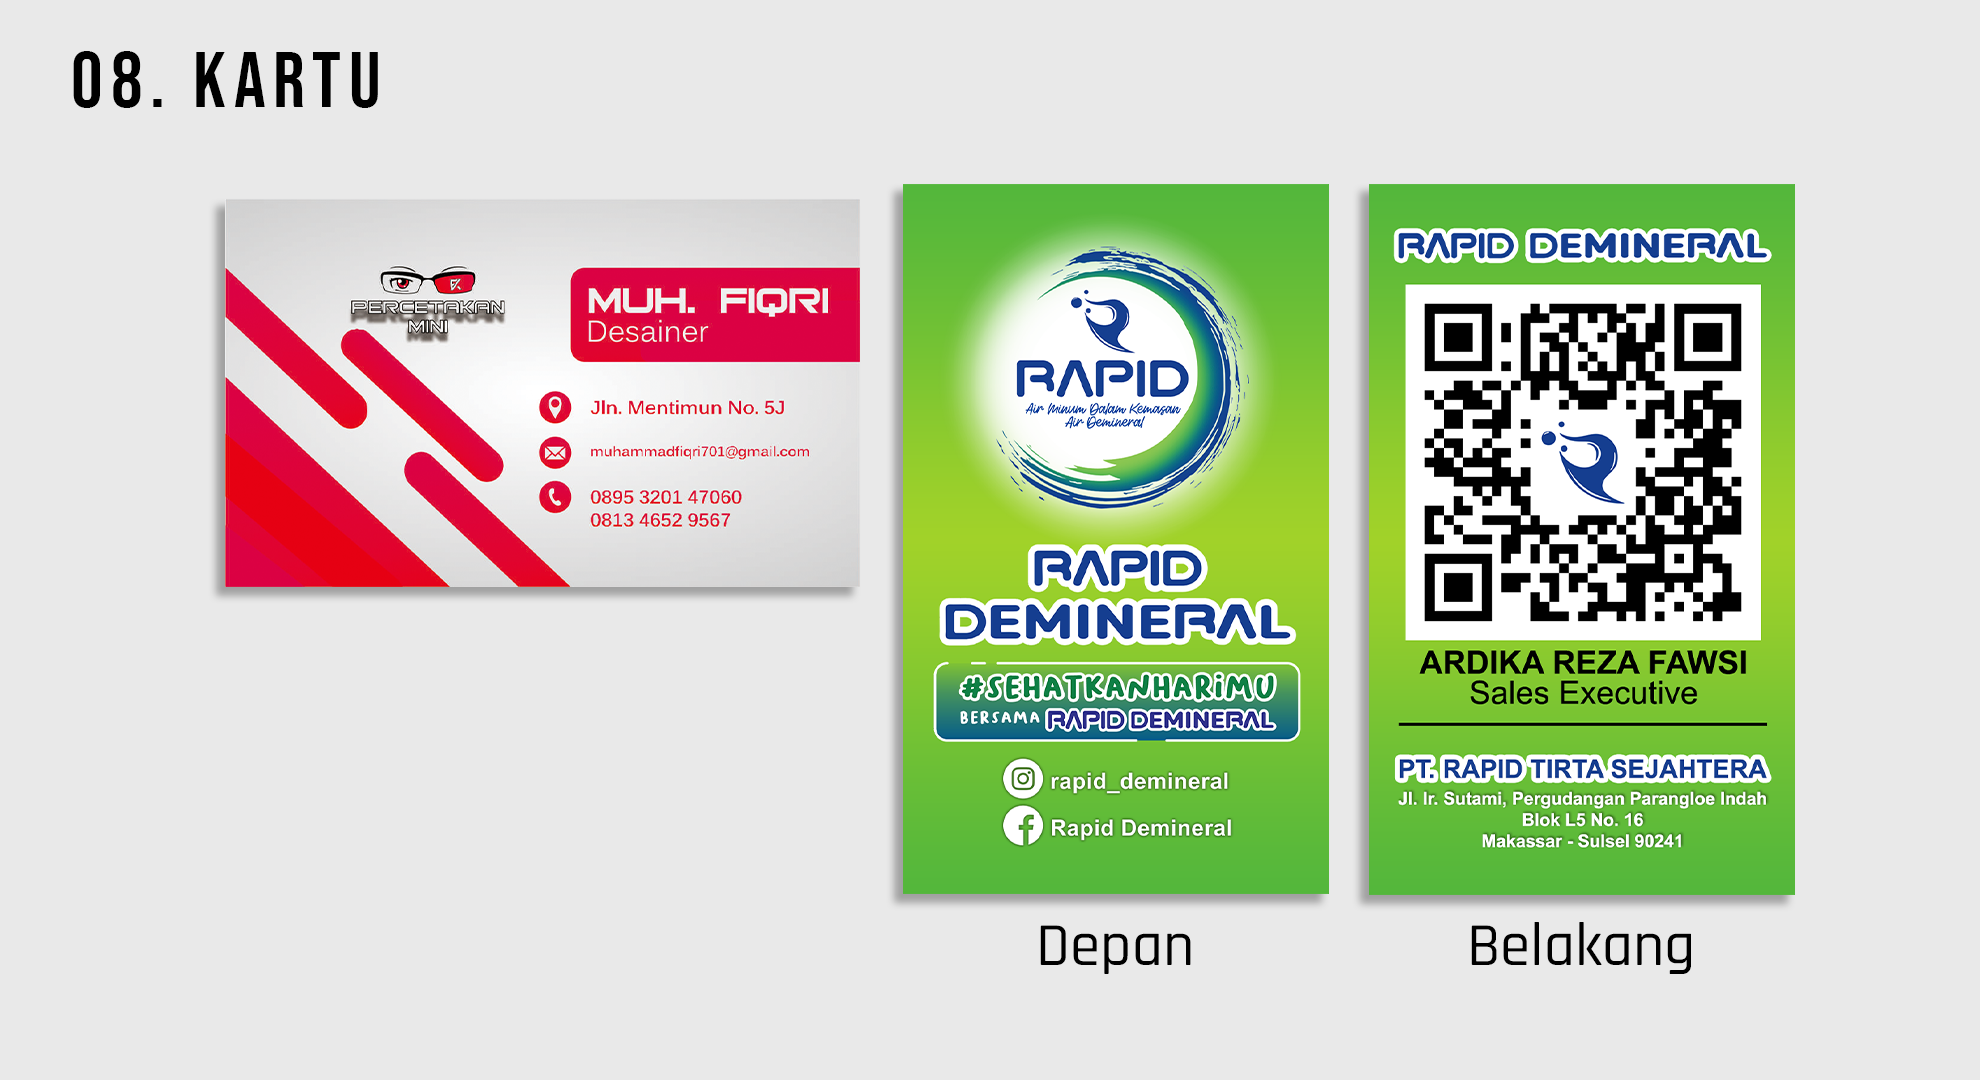 08. KARTU
PERCETAKAN
MINI
MUH. FIQRI
Desainer
Jln. Mentimun No. 5J
muhammadfiqri701@gmail.com
0895 3201 47060
0813 4652 9567
RAPID
Air Minum Dalam Kemasan
Air Demineral
RAPID
DEMINERAL
#SEHATKANHARiMU
BERSAMA RAPID DEMINERAL
rapid_demineral
Rapid Demineral
Depan
RAPID DEMINERAL
ARDIKA REZA FAWSI
Sales Executive
PT. RAPID TIRTA SEJAHTERA
Jl. Ir. Sutami, Pergudangan Parangloe Indah
Blok L5 No. 16
Makassar - Sulsel 90241
Belakang